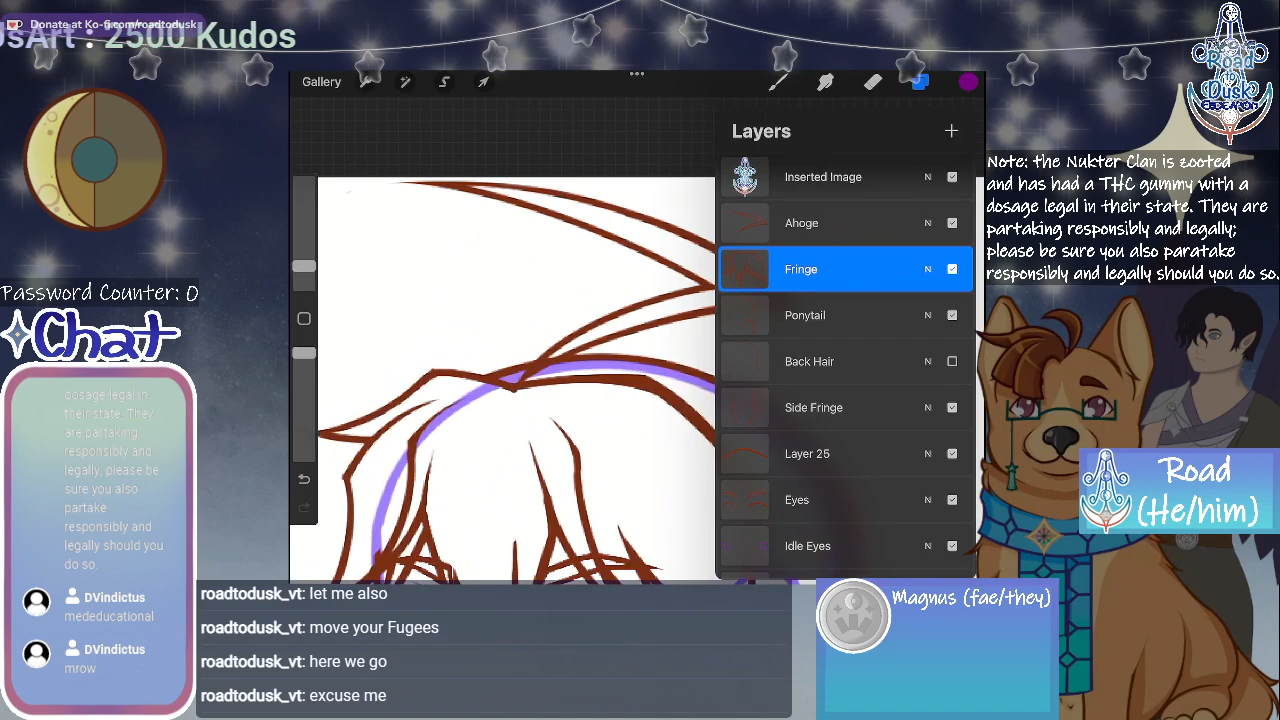 Donate at Ko-fi.com/roadtodusk
JsArt : 2500 Kudos
Gallery
Layers
Inserted Image N
Ahoge N
Fringe N
Ponytail N
Back Hair N
Side Fringe N
Layer 25 N
Eyes N
Idle Eyes N
Road
to
Dusk
Note: the Nukter Clan is zooted
and has had a THC gummy with a
dosage legal in their state. They are
partaking responsibly and legally;
please be sure you also paratake
responsibly and legally should you do so.
Password Counter: 0
Chat
dosage legal in
their state. They
are partaking
responsibly and
legally, please be
sure you also
partake
responsibly and
legally should you
do so.
DVindictus
mededucational
DVindictus
mrow
roadtodusk_vt: let me also
roadtodusk_vt: move your Fugees
roadtodusk_vt: here we go
roadtodusk_vt: excuse me
Road
(He/him)
Magnus (fae/they)